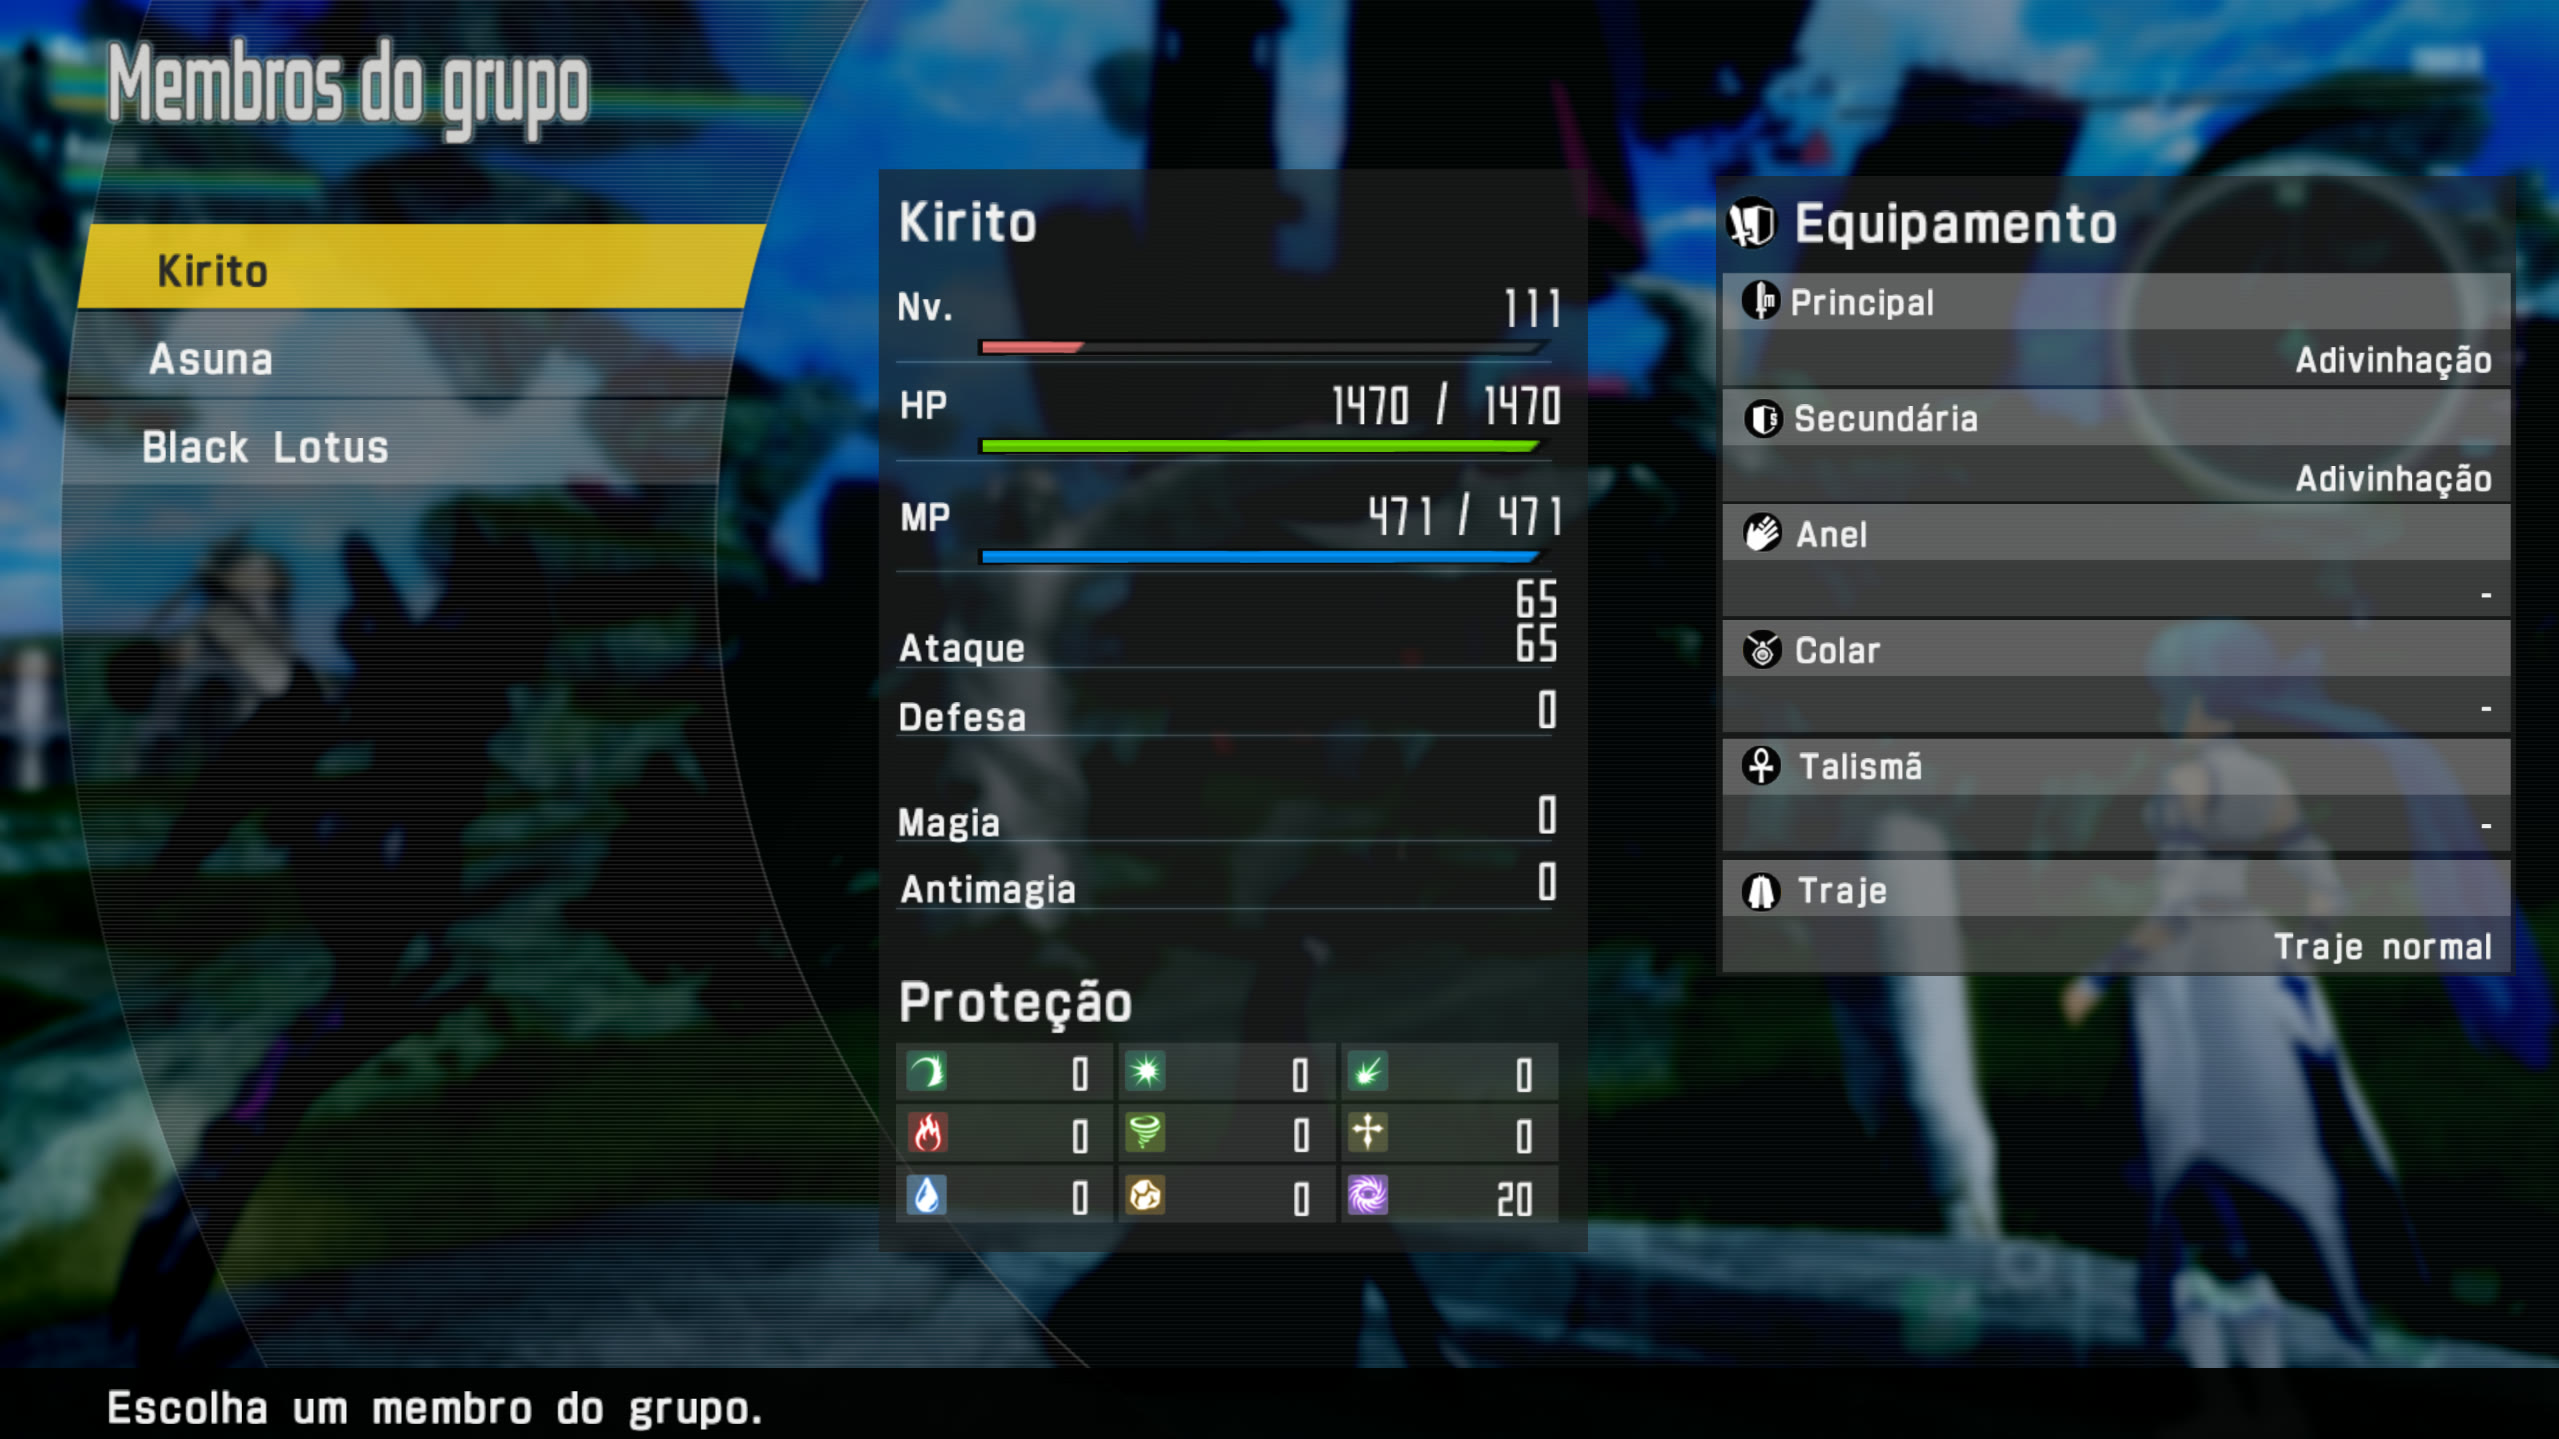 Membros do grupo
Kirito
Asuna
Black Lotus
Kirito
Nv. 111
HP 1470 / 1470
MP 471 / 471
65
Ataque 65
Defesa 0
Magia 0
Antimagia 0
Proteção
0 0 0
0 0 0
0 0 20
Equipamento
Principal
Adivinhação
Secundária
Adivinhação
Anel
-
Colar
-
Talismã
-
Traje
Traje normal
Escolha um membro do grupo.